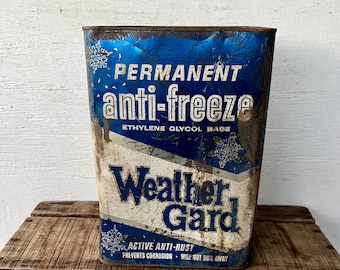 PERMANENT
anti-freeze
ETHYLENE GLYCOL BASE
Weather
Gard
ACTIVE ANTI-RUST
PREVENTS CORROSION • WILL NOT BOIL AWAY